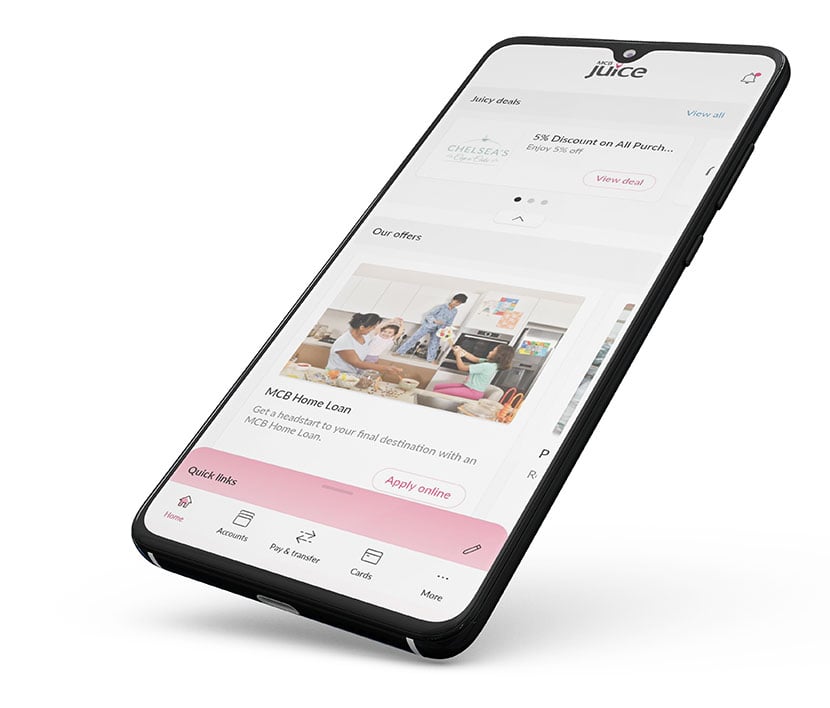 MCB
juice
Juicy deals
View all
CHELSEA'S
5% Discount on All Purch...
Enjoy 5% off
View deal
Our offers
MCB Home Loan
Get a headstart to your final destination with an
MCB Home Loan.
Apply online
P
R
Quick links
Home
Accounts
Pay & transfer
Cards
More